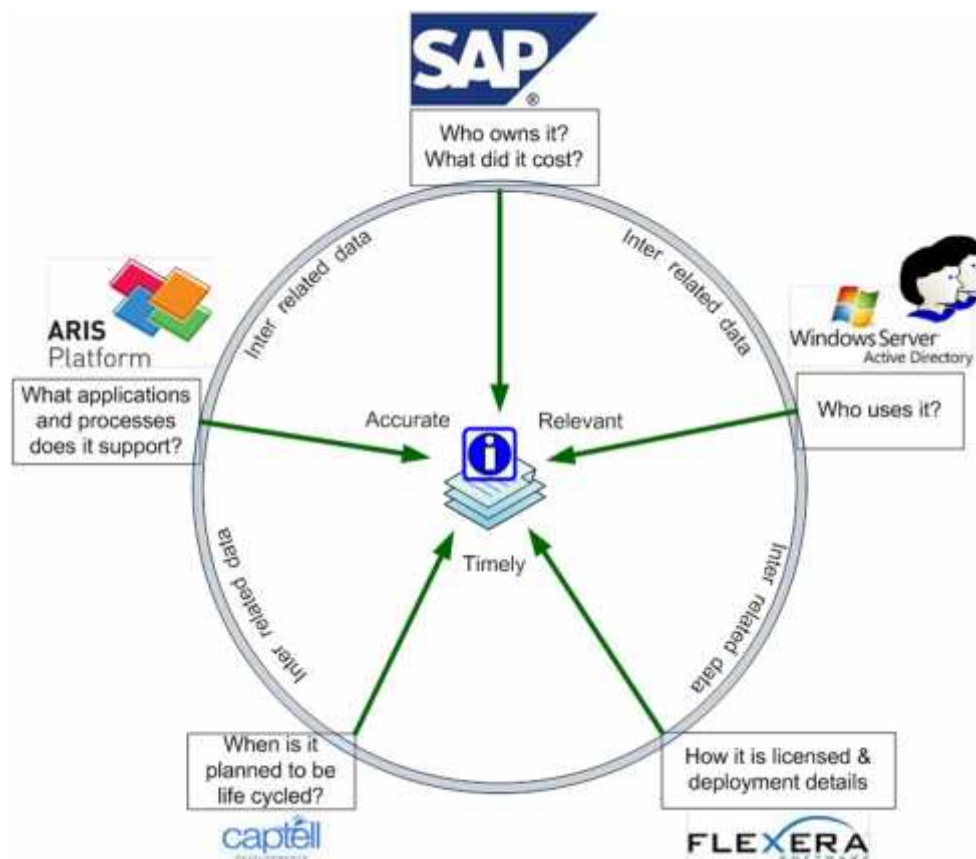 SAP
®
Who owns it?
What did it cost?
Inter related data
Inter related data
ARIS
Platform
Windows Server
Active Directory
What applications
and processes
does it support?
Who uses it?
Accurate
Relevant
i
Timely
Inter related data
Inter related data
When is it
planned to be
life cycled?
How it is licensed &
deployment details
captell
FLEXERA